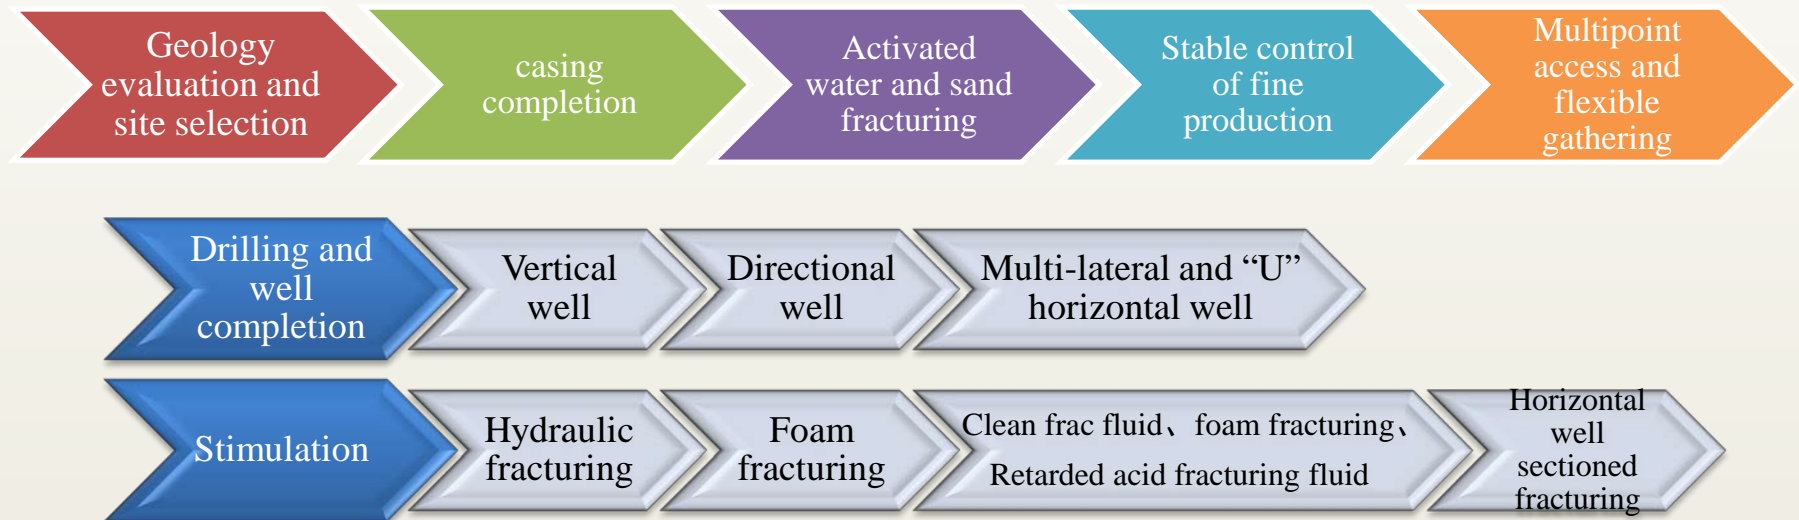 Geology
evaluation and
site selection
casing
completion
Activated
water and sand
fracturing
Stable control
of fine
production
Multipoint
access and
flexible
gathering
Drilling and
well
completion
Vertical
well
Directional
well
Multi-lateral and “U”
horizontal well
Stimulation
Hydraulic
fracturing
Foam
fracturing
Clean frac fluid、foam fracturing、
Retarded acid fracturing fluid
Horizontal
well
sectioned
fracturing